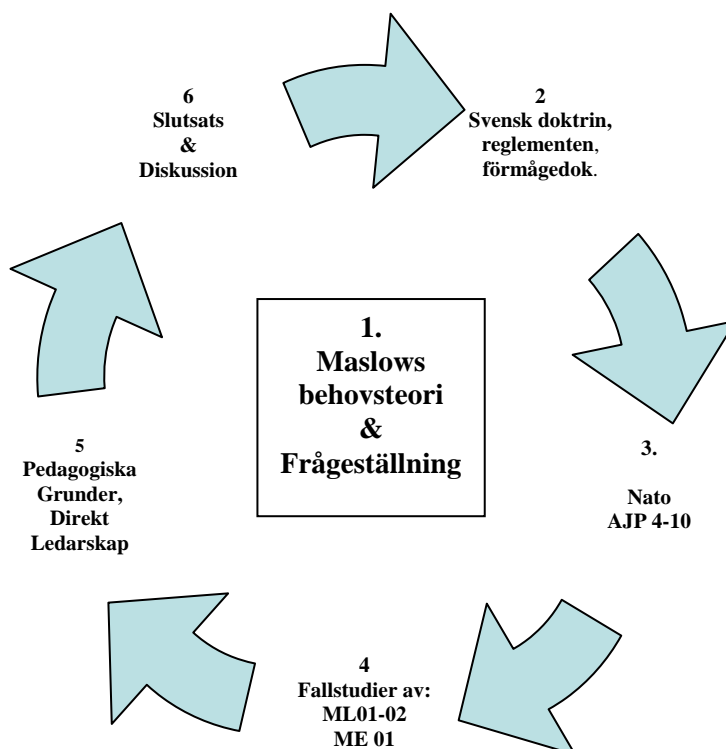 1.
Maslows
behovsteori
&
Frågeställning
2
Svensk doktrin,
reglementen,
förmågedok.
3.
Nato
AJP 4-10
4
Fallstudier av:
ML01-02
ME 01
5
Pedagogiska
Grunder,
Direkt
Ledarskap
6
Slutsats
&
Diskussion